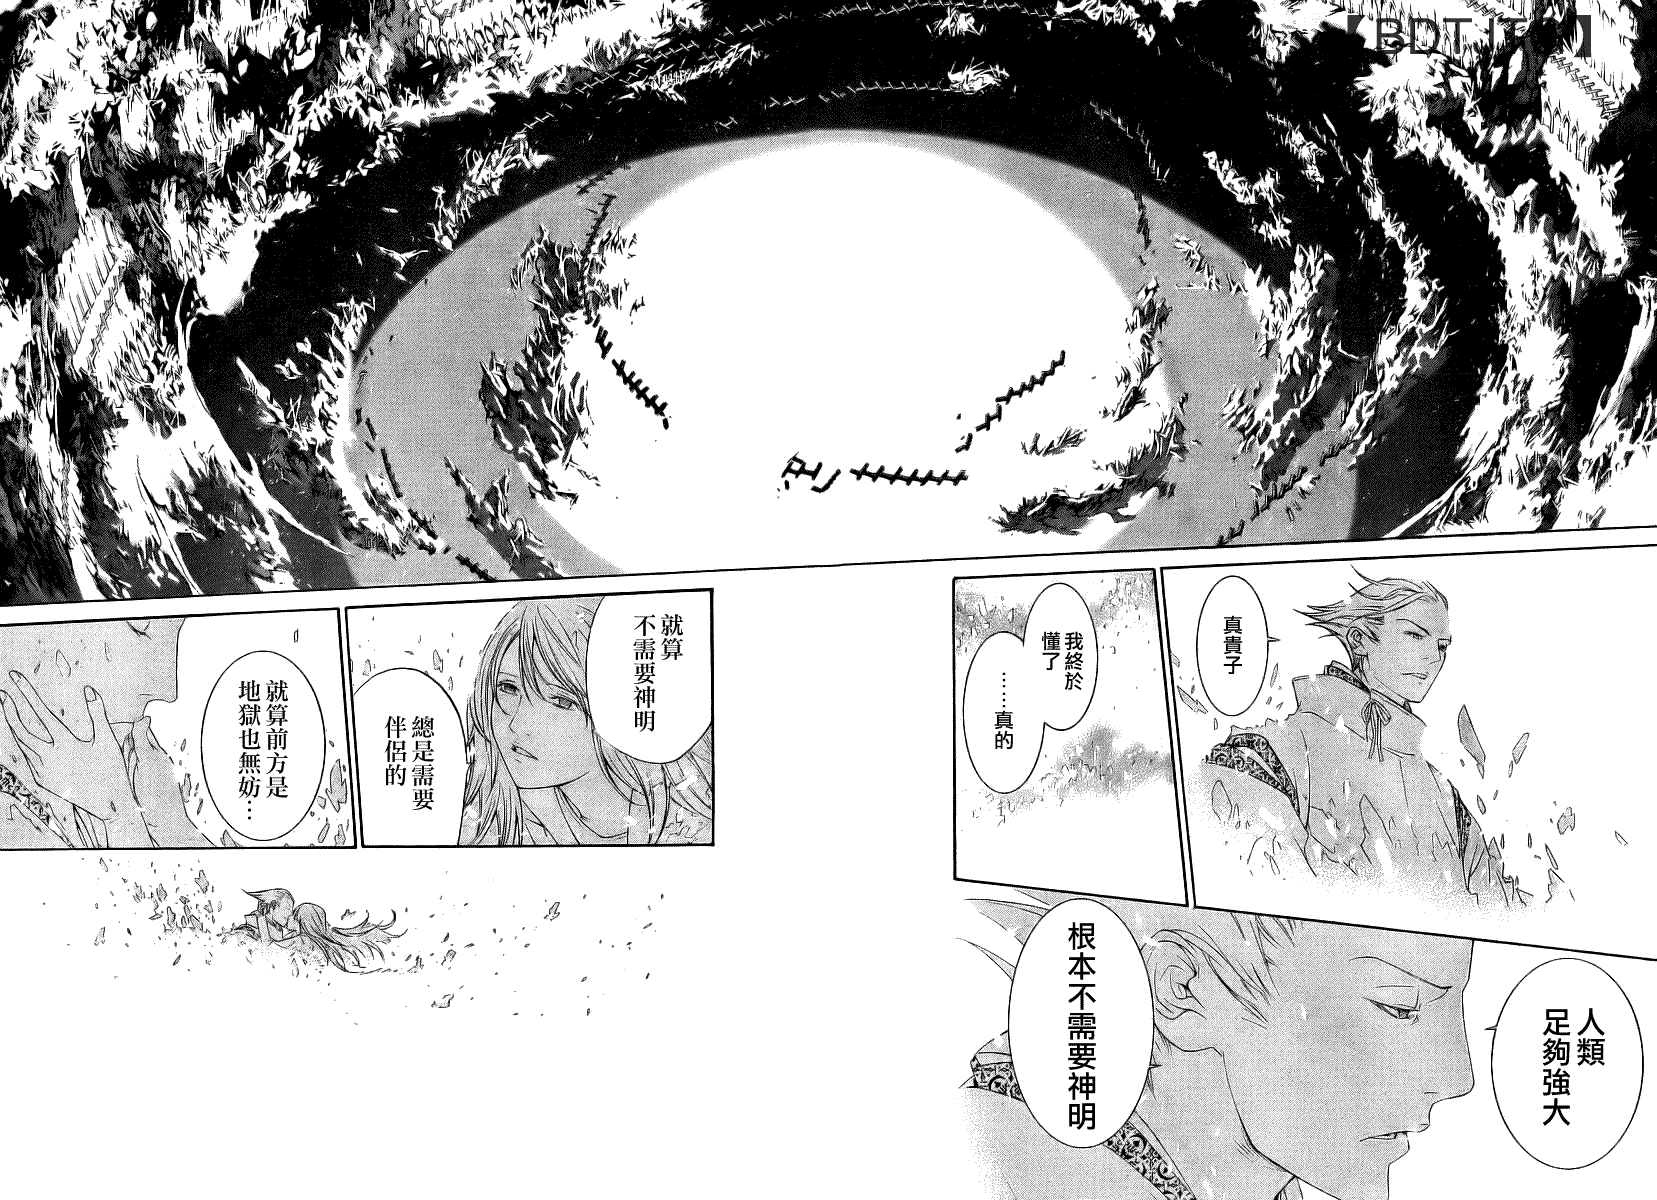 【BDT IT
真貴子
我終於
懂了
……真的
人類
足夠強大
根本不需要神明
就算
不需要神明
總是需要
伴侶的
就算前方是
地獄也無妨…